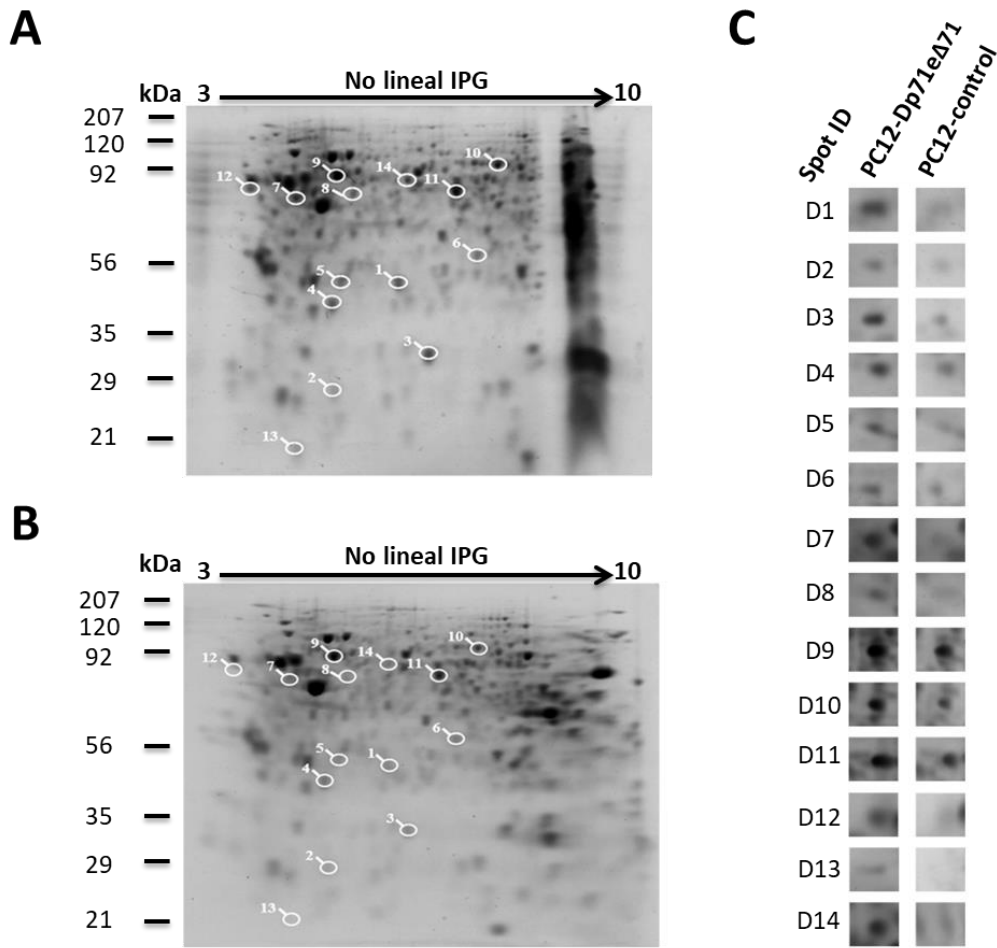 A
No lineal IPG
kDa 3 10
207
120
92
56
35
29
21
10
9
14
12
7
8
11
6
5
1
4
3
2
13
B
No lineal IPG
kDa 3 10
207
120
92
56
35
29
21
10
9
14
12
7
8
11
6
5
1
4
3
2
13
C
Spot ID
PC12-Dp71eΔ71
PC12-control
D1
D2
D3
D4
D5
D6
D7
D8
D9
D10
D11
D12
D13
D14